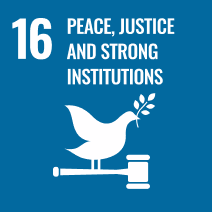 16 PEACE, JUSTICE
AND STRONG
INSTITUTIONS